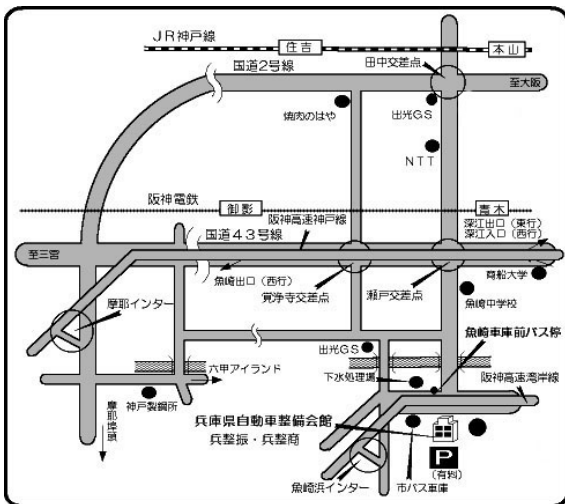 JR神戸線
住吉
本山
国道2号線
田中交差点
至大阪
焼肉のはや
出光GS
NTT
阪神電鉄
御影
青木
阪神高速神戸線
深江出口（東行）
深江入口（西行）
国道43号線
至三宮
魚崎出口（西行）
覚浄寺交差点
瀬戸交差点
商船大学
魚崎中学校
摩耶インター
魚崎車庫前バス停
出光GS
六甲アイランド
下水処理場
阪神高速湾岸線
神戸製鋼所
摩耶埠頭
兵庫県自動車整備会館
兵整振・兵整商
P
（有料）
魚崎浜インター
市バス車庫